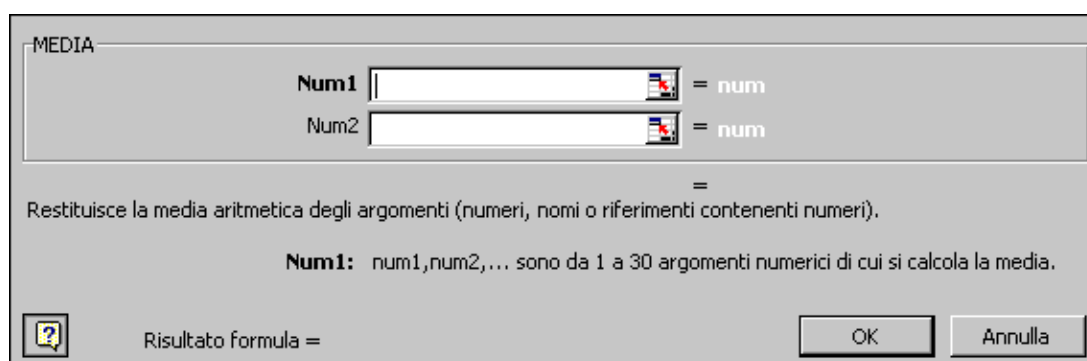 MEDIA
Num1 = num
Num2 = num
=
Restituisce la media aritmetica degli argomenti (numeri, nomi o riferimenti contenenti numeri).
Num1: num1,num2,... sono da 1 a 30 argomenti numerici di cui si calcola la media.
? Risultato formula = OK Annulla